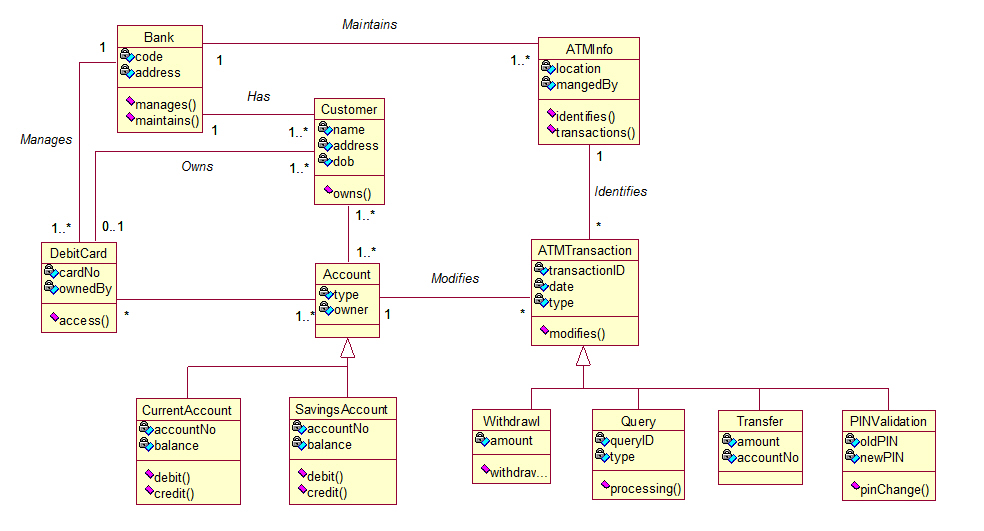 Maintains
Bank
code
address
manages()
maintains()
1
1
1..*
ATMInfo
location
mangedBy
identifies()
transactions()
Has
1
1..*
Customer
name
address
dob
owns()
Manages
Owns
1..*
1
Identifies
*
1..*
0..1
1..*
1..*
DebitCard
cardNo
ownedBy
access()
Account
type
owner
Modifies
ATMTransaction
transactionID
date
type
modifies()
*
1..*
1
*
CurrentAccount
accountNo
balance
debit()
credit()
SavingsAccount
accountNo
balance
debit()
credit()
Withdrawl
amount
withdraw...
Query
queryID
type
processing()
Transfer
amount
accountNo
PINValidation
oldPIN
newPIN
pinChange()